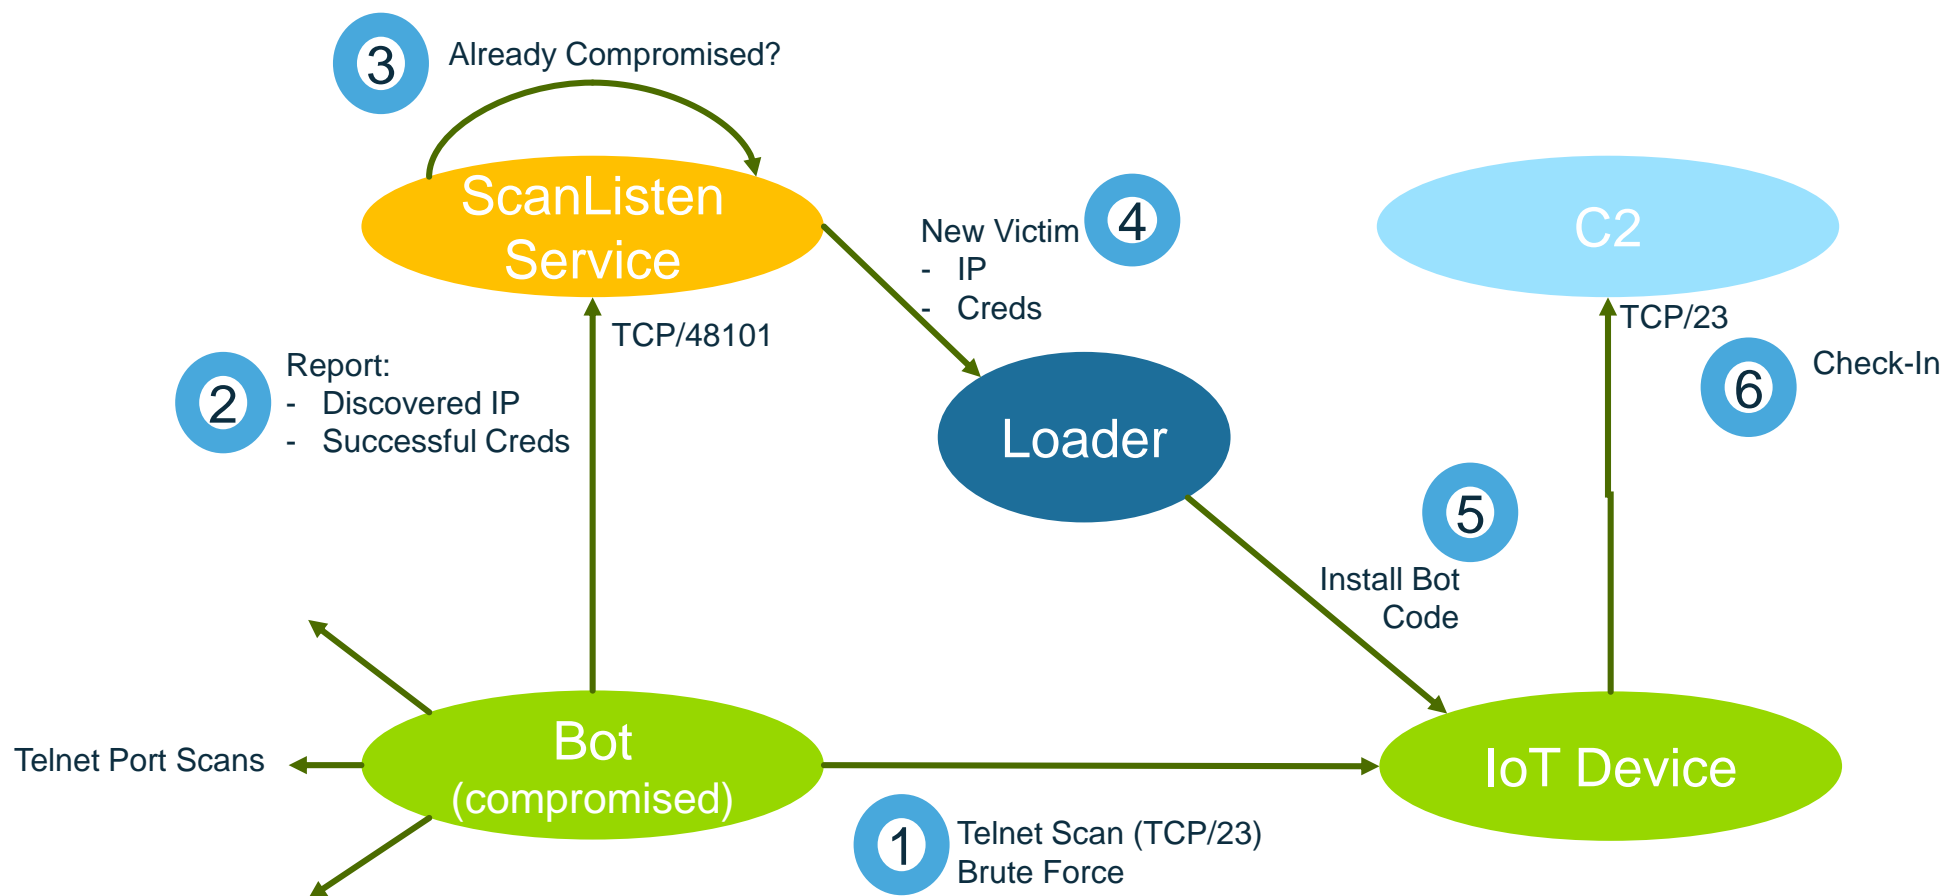 3
Already Compromised?
ScanListen
Service
4
New Victim
- IP
- Creds
C2
TCP/48101
TCP/23
2
Report:
- Discovered IP
- Successful Creds
6
Check-In
Loader
5
Install Bot
Code
Telnet Port Scans
Bot
(compromised)
IoT Device
1
Telnet Scan (TCP/23)
Brute Force